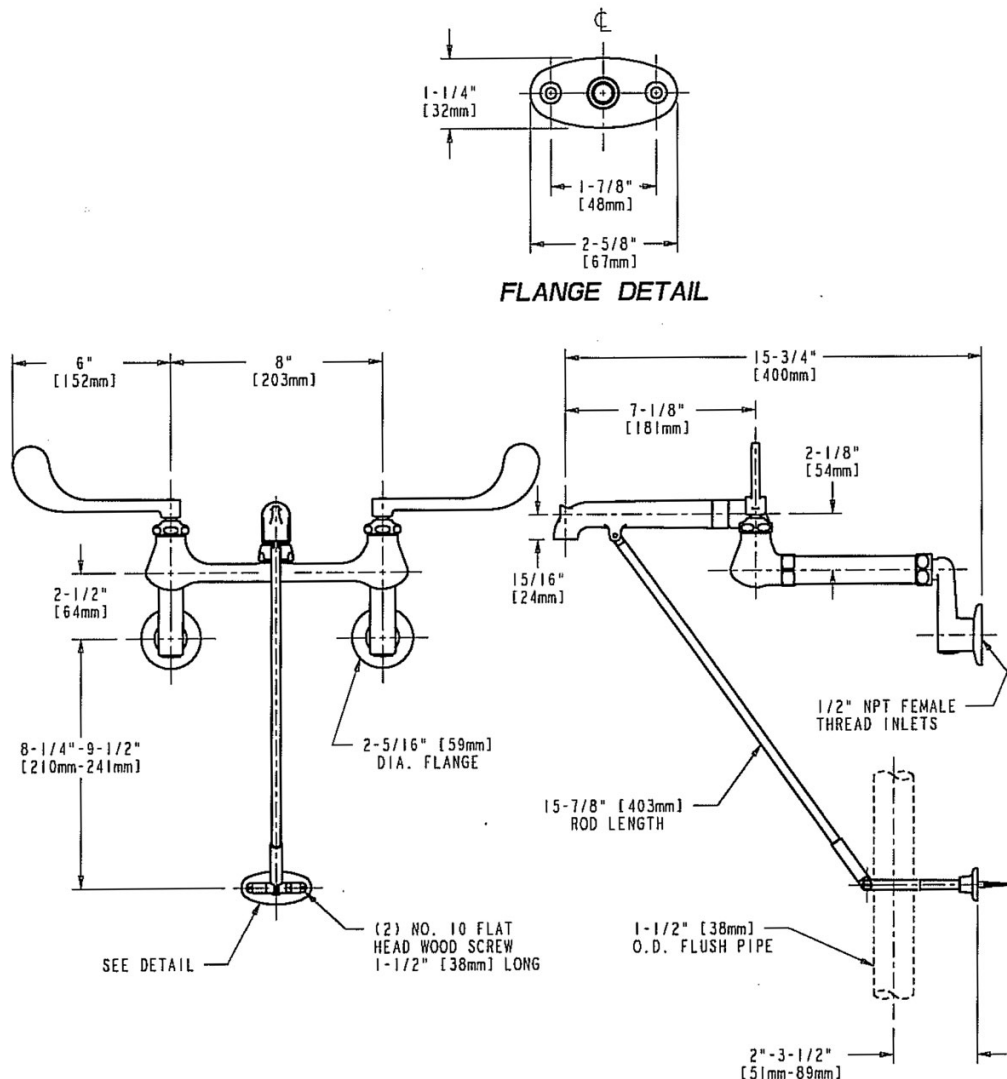 ℄
1-1/4"
[32mm]
1-7/8"
[48mm]
2-5/8"
[67mm]
FLANGE DETAIL
6"
[152mm]
8"
[203mm]
2-1/2"
[64mm]
8-1/4"-9-1/2"
[210mm-241mm]
2-5/16" [59mm]
DIA. FLANGE
SEE DETAIL
(2) NO. 10 FLAT
HEAD WOOD SCREW
1-1/2" [38mm] LONG
15-3/4"
[400mm]
7-1/8"
[181mm]
2-1/8"
[54mm]
15/16"
[24mm]
1/2" NPT FEMALE
THREAD INLETS
15-7/8" [403mm]
ROD LENGTH
1-1/2" [38mm]
O.D. FLUSH PIPE
2"-3-1/2"
[51mm-89mm]